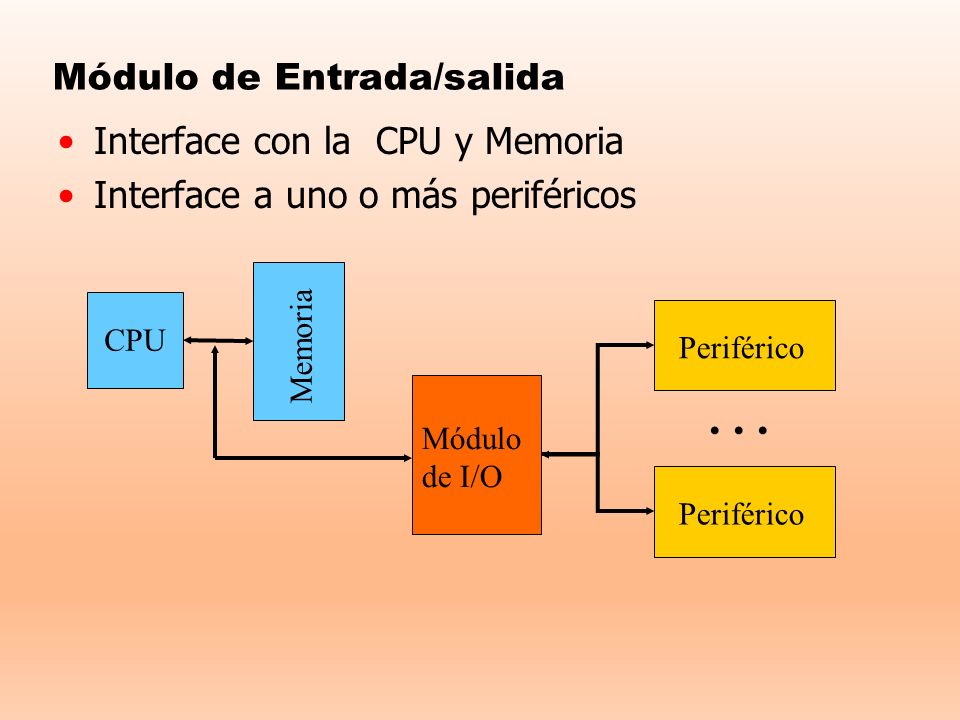 Módulo de Entrada/salida
• Interface con la CPU y Memoria
• Interface a uno o más periféricos
CPU
Memoria
Módulo
de I/O
Periférico
. . .
Periférico